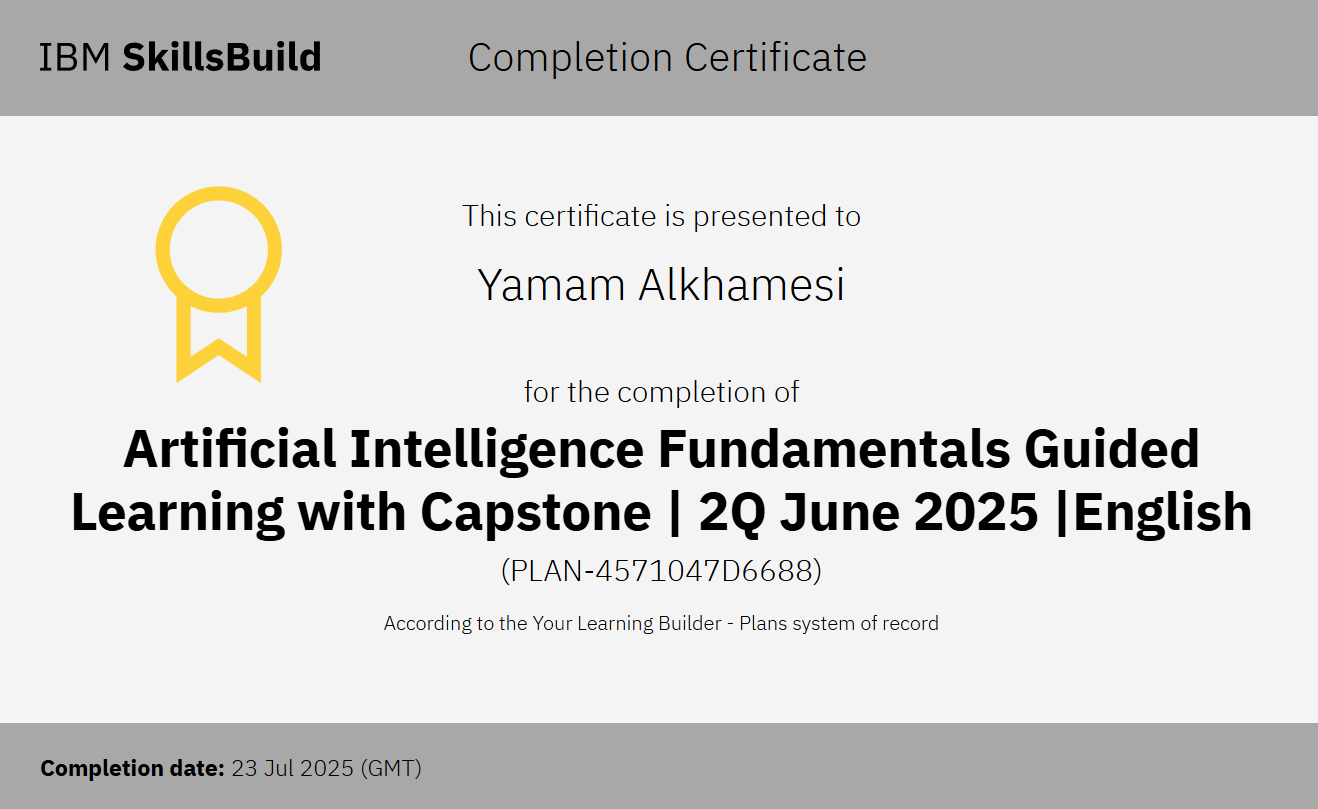 IBM SkillsBuild
Completion Certificate
This certificate is presented to
Yamam Alkhamesi
for the completion of
Artificial Intelligence Fundamentals Guided
Learning with Capstone | 2Q June 2025 |English
(PLAN-4571047D6688)
According to the Your Learning Builder - Plans system of record
Completion date: 23 Jul 2025 (GMT)